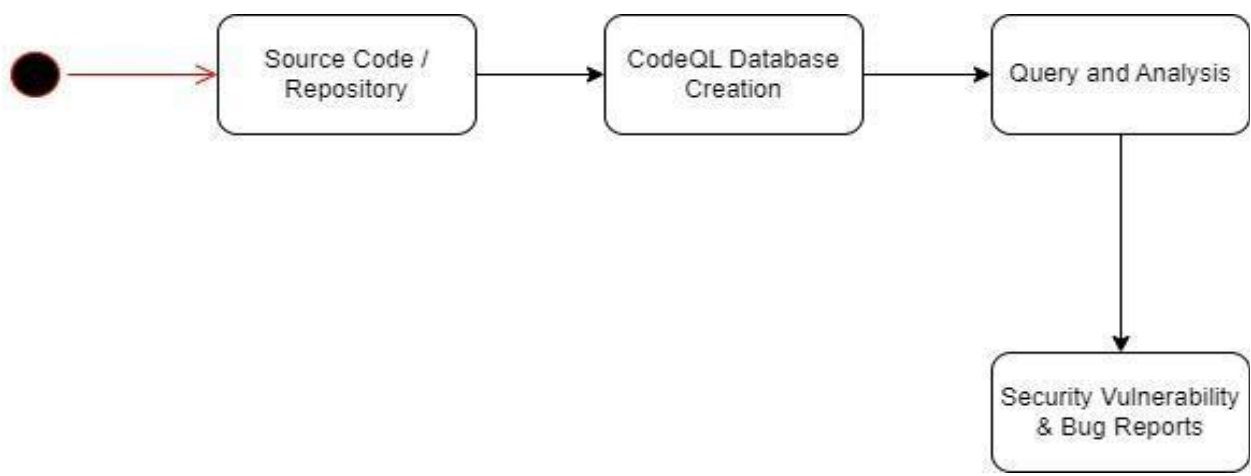 Source Code /
Repository
CodeQL Database
Creation
Query and Analysis
Security Vulnerability
& Bug Reports